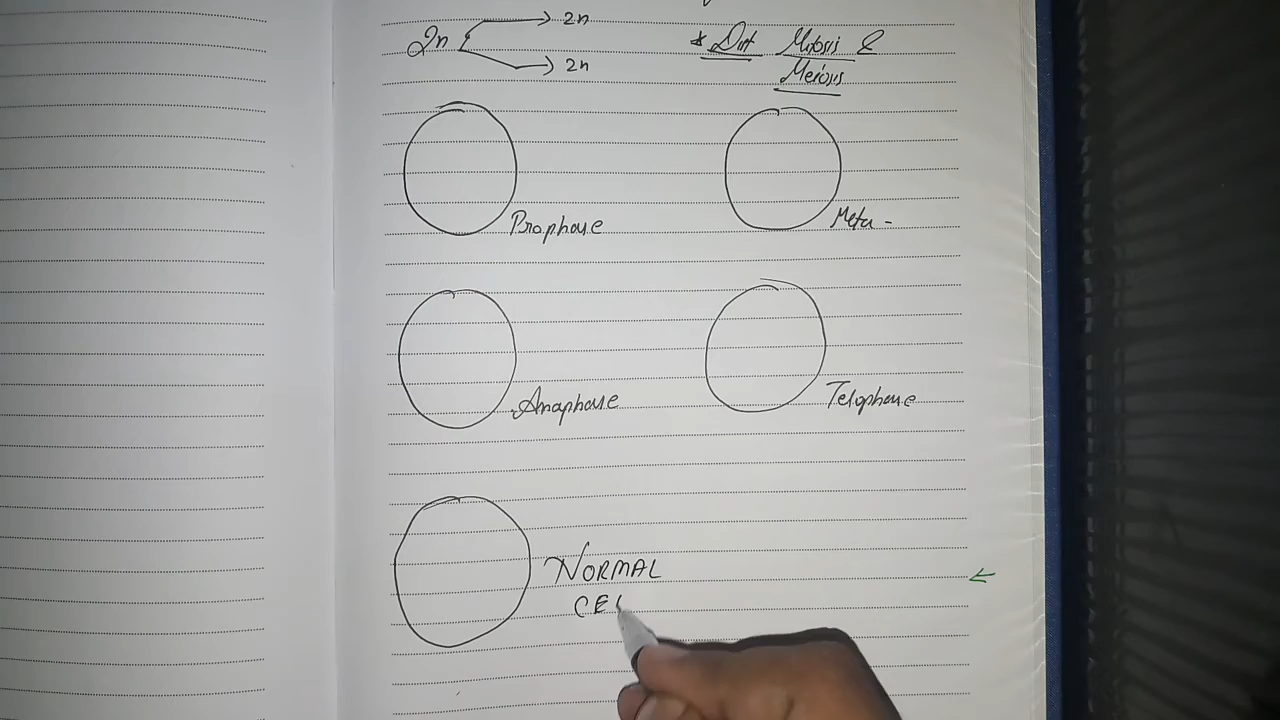 2n
2n
2n
* Diff Mitosis &
Meiosis
Prophase
Meta -
Anaphase
Telophase
NORMAL
CEL